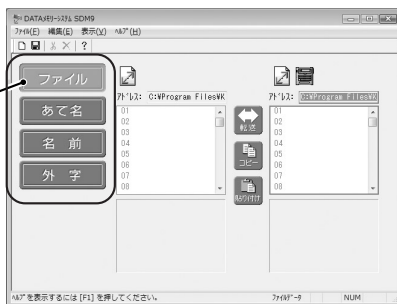 DATAﾒﾓﾘｰｼｽﾃﾑ SDM9
ﾌｧｲﾙ(F) 編集(E) 表示(V) ﾍﾙﾌﾟ(H)
ファイル
あて名
名 前
外 字
ｱﾄﾞﾚｽ: C:¥Program Files¥K
01
02
03
04
05
06
07
08
転送
コピー
貼り付け
ｱﾄﾞﾚｽ: C:¥Program Files¥K
01
02
03
04
05
06
07
08
ﾍﾙﾌﾟを表示するには [F1] を押してください。
ﾌｧｲﾙﾃﾞｰﾀ
NUM